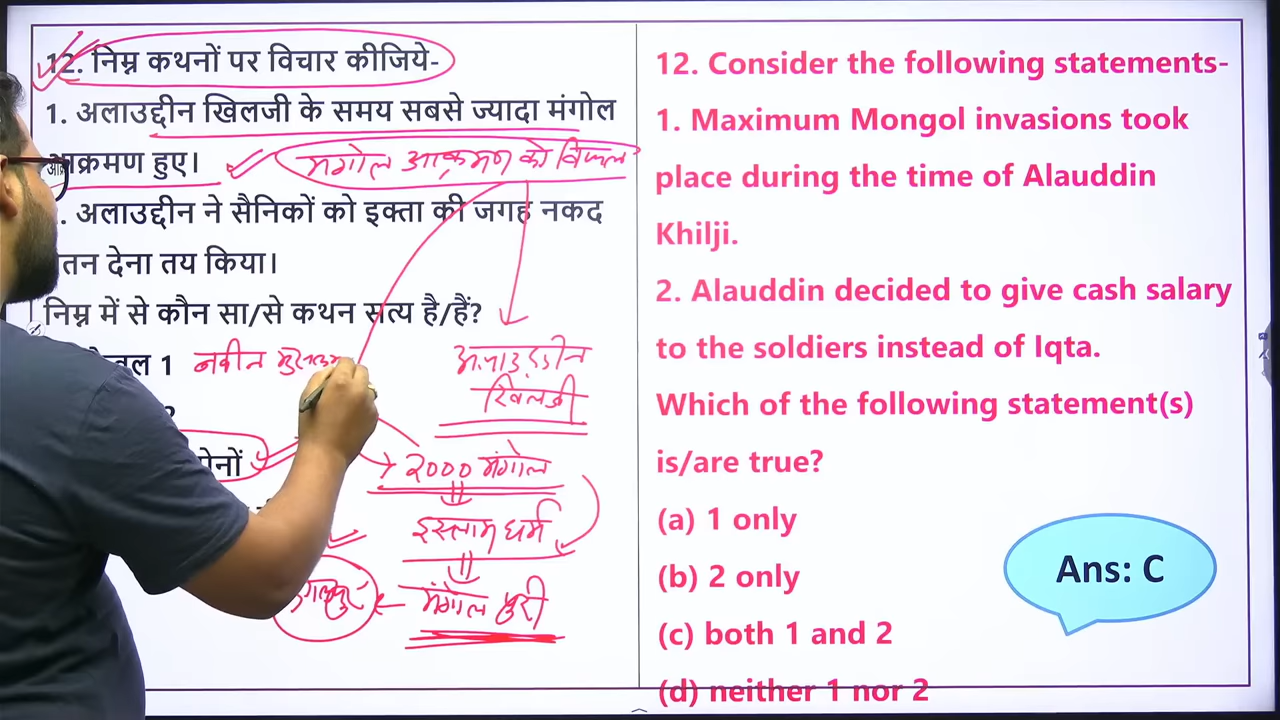 12. निम्न कथनों पर विचार कीजिये-
1. अलाउद्दीन खिलजी के समय सबसे ज्यादा मंगोल
आक्रमण हुए।
मंगोल आक्रमण को विफल
. अलाउद्दीन ने सैनिकों को इक्ता की जगह नकद
तन देना तय किया।
निम्न में से कौन सा/से कथन सत्य है/हैं?
वल 1
नवीन
अलाउद्दीन
खिलजी
दोनों
2000 मंगोल
इस्लाम धर्म
मंगोल पुरी
12. Consider the following statements-
1. Maximum Mongol invasions took
place during the time of Alauddin
Khilji.
2. Alauddin decided to give cash salary
to the soldiers instead of Iqta.
Which of the following statement(s)
is/are true?
(a) 1 only
(b) 2 only
(c) both 1 and 2
(d) neither 1 nor 2
Ans: C